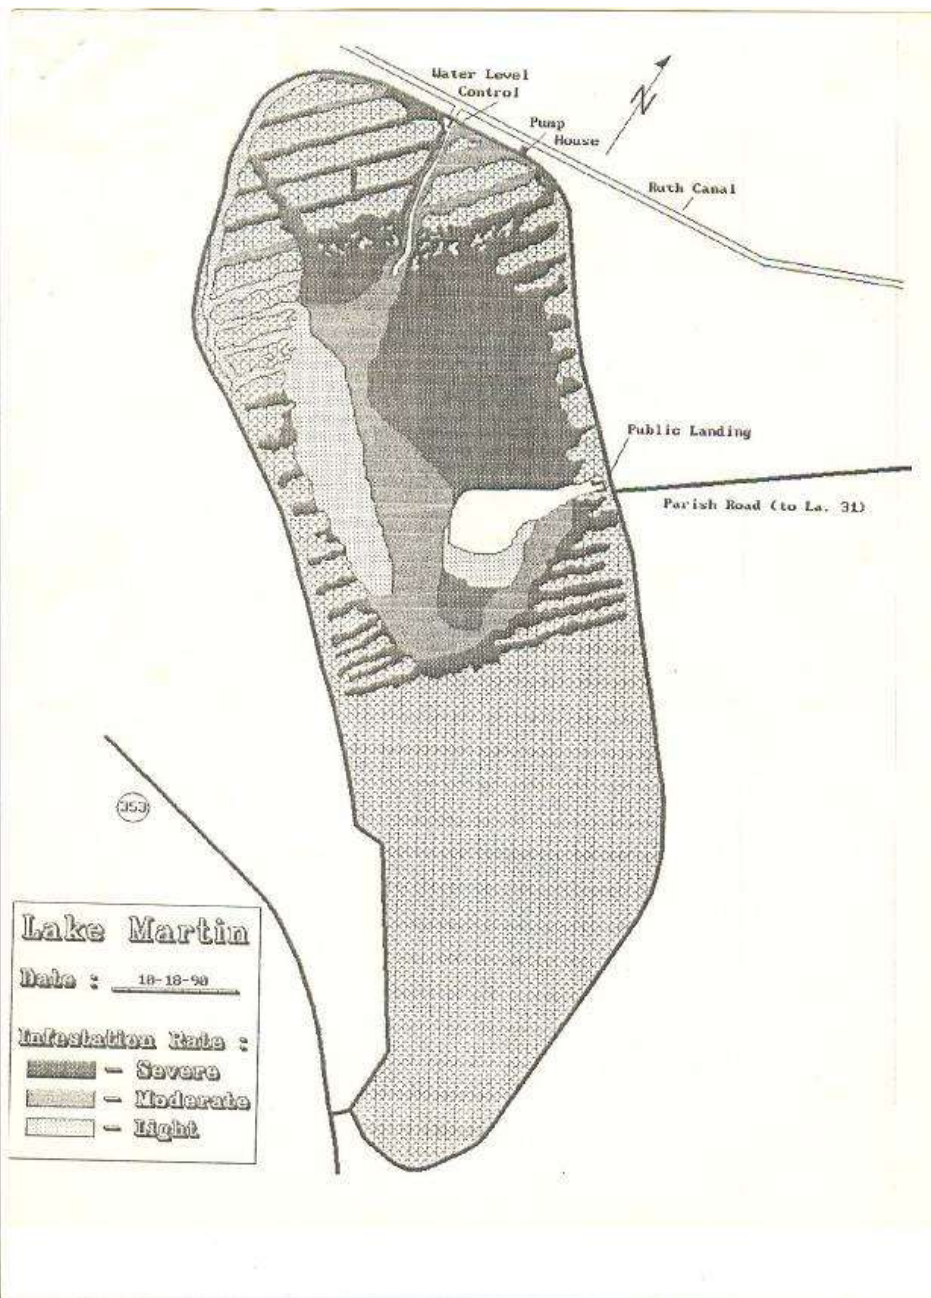 Water Level
Control
N
Pump
House
Ruth Canal
Public Landing
Parish Road (to La. 31)
353
Lake Martin
Date : 10-18-90
Infestation Rate :
— Severe
— Moderate
— Light